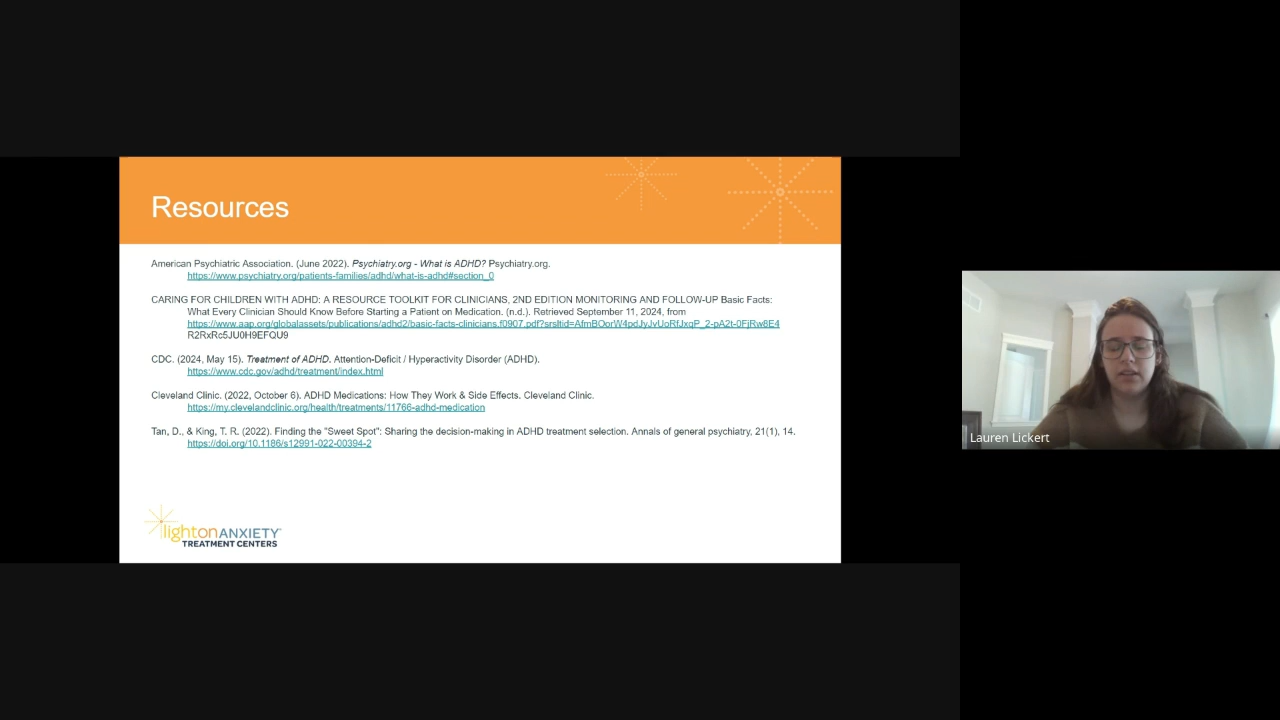 Resources
American Psychiatric Association. (June 2022). Psychiatry.org - What is ADHD? Psychiatry.org.
https://www.psychiatry.org/patients-families/adhd/what-is-adhd#section_0
CARING FOR CHILDREN WITH ADHD: A RESOURCE TOOLKIT FOR CLINICIANS, 2ND EDITION MONITORING AND FOLLOW-UP Basic Facts:
What Every Clinician Should Know Before Starting a Patient on Medication. (n.d.). Retrieved September 11, 2024, from
https://www.aap.org/globalassets/publications/adhd2/basic-facts-clinicians.f0907.pdf?srsltid=AfmBOorW4pdJyJvUoRfJxqP_2-pA2t-0FjRw8E4
R2RxRc5JU0H9EFQU9
CDC. (2024, May 15). Treatment of ADHD. Attention-Deficit / Hyperactivity Disorder (ADHD).
https://www.cdc.gov/adhd/treatment/index.html
Cleveland Clinic. (2022, October 6). ADHD Medications: How They Work & Side Effects. Cleveland Clinic.
https://my.clevelandclinic.org/health/treatments/11766-adhd-medication
Tan, D., & King, T. R. (2022). Finding the "Sweet Spot": Sharing the decision-making in ADHD treatment selection. Annals of general psychiatry, 21(1), 14.
https://doi.org/10.1186/s12991-022-00394-2
lightonANXIETY
TREATMENT CENTERS
Lauren Lickert